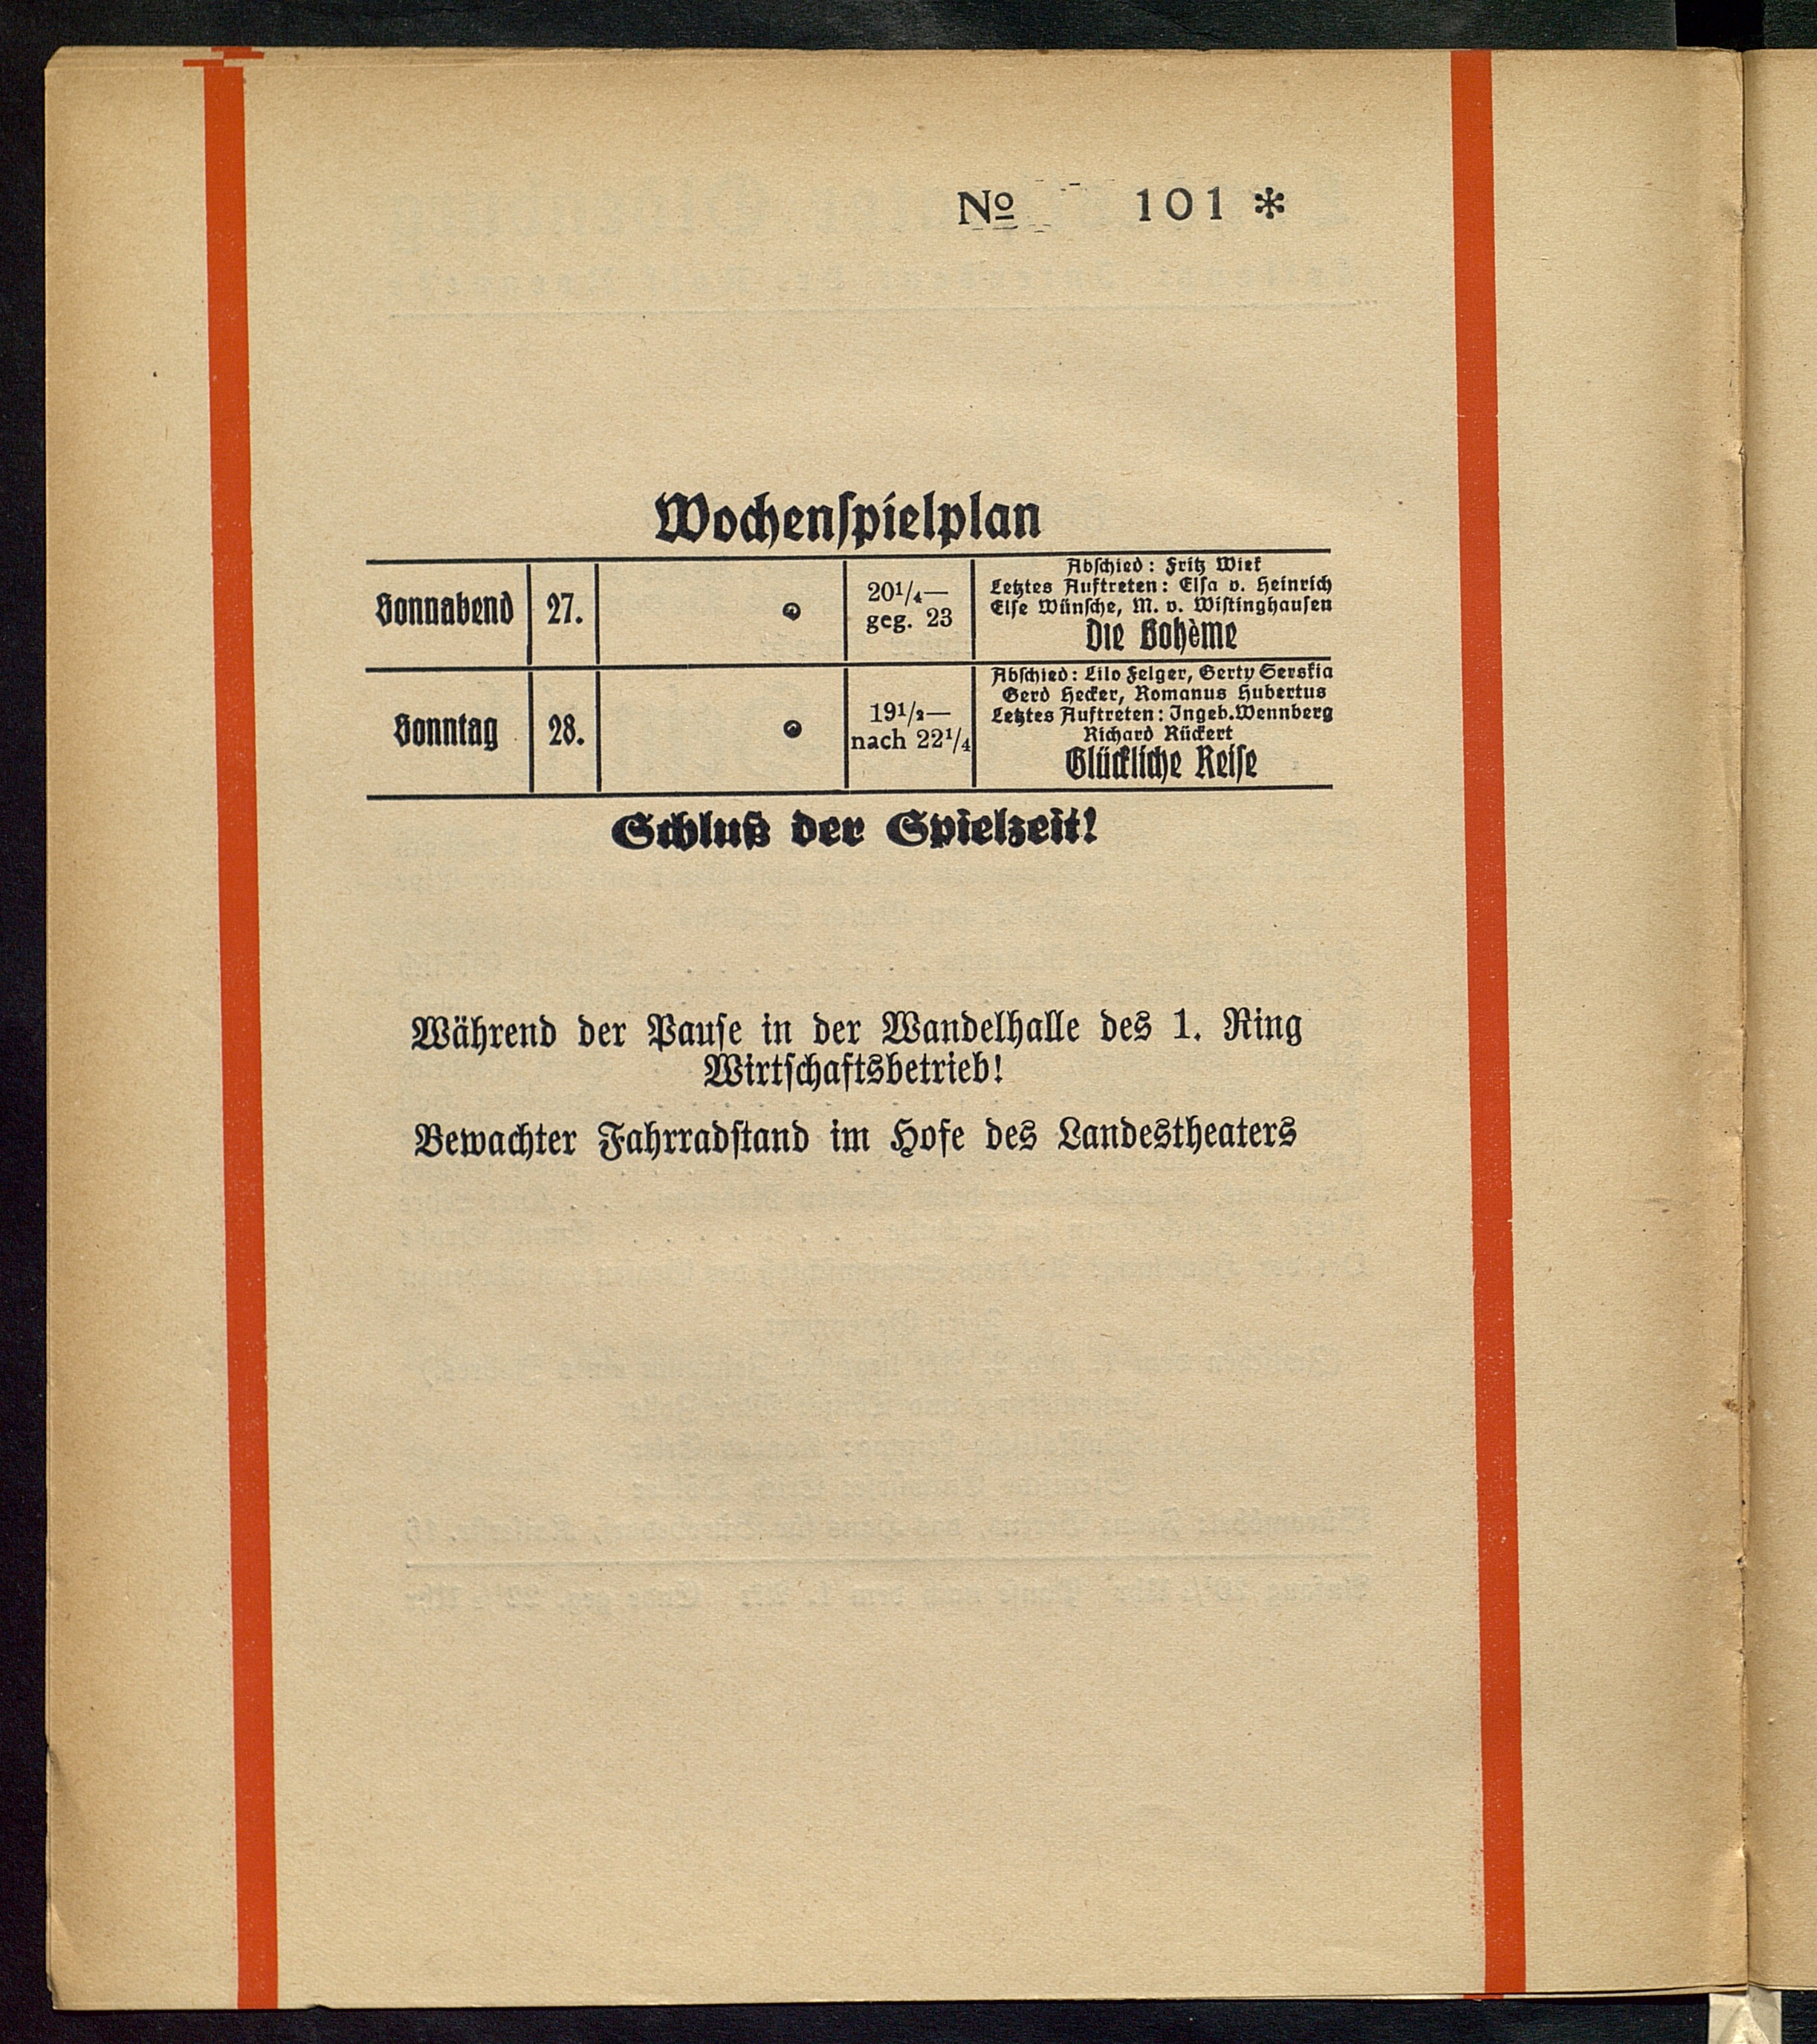 No 101 *
Wochenspielplan
Sonnabend 27. 20¹/₄— geg. 23
Abschied: Fritz Wiek
Letztes Auftreten: Elsa v. Heinrich
Else Wünsche, M. v. Wistinghausen
Die Bohème
Sonntag 28. 19¹/₂— nach 22¹/₄
Abschied: Lilo Felger, Gerty Serskia
Gerd Hecker, Romanus Hubertus
Letztes Auftreten: Ingeb. Wennberg
Richard Rückert
Glückliche Reise
Schluß der Spielzeit!
Während der Pause in der Wandelhalle des 1. Ring
Wirtschaftsbetrieb!
Bewachter Fahrradstand im Hofe des Landestheaters